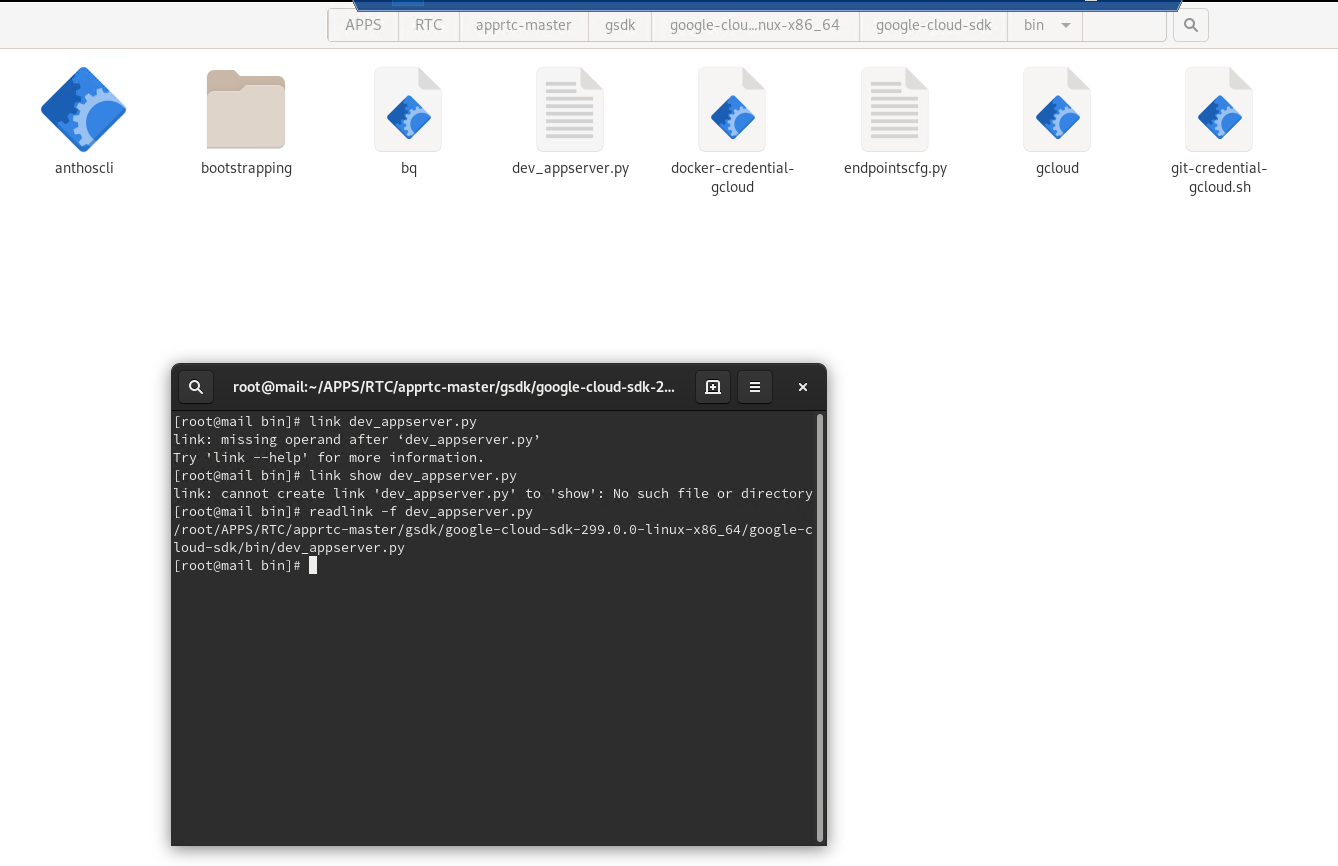 APPS RTC apprtc-master gsdk google-clou...nux-x86_64 google-cloud-sdk bin
anthoscli bootstrapping bq dev_appserver.py docker-credential- endpointscfg.py gcloud git-credential-
gcloud gcloud.sh
root@mail:~/APPS/RTC/apprtc-master/gsdk/google-cloud-sdk-2...
[root@mail bin]# link dev_appserver.py
link: missing operand after ‘dev_appserver.py’
Try 'link --help' for more information.
[root@mail bin]# link show dev_appserver.py
link: cannot create link 'dev_appserver.py' to 'show': No such file or directory
[root@mail bin]# readlink -f dev_appserver.py
/root/APPS/RTC/apprtc-master/gsdk/google-cloud-sdk-299.0.0-linux-x86_64/google-c
loud-sdk/bin/dev_appserver.py
[root@mail bin]#